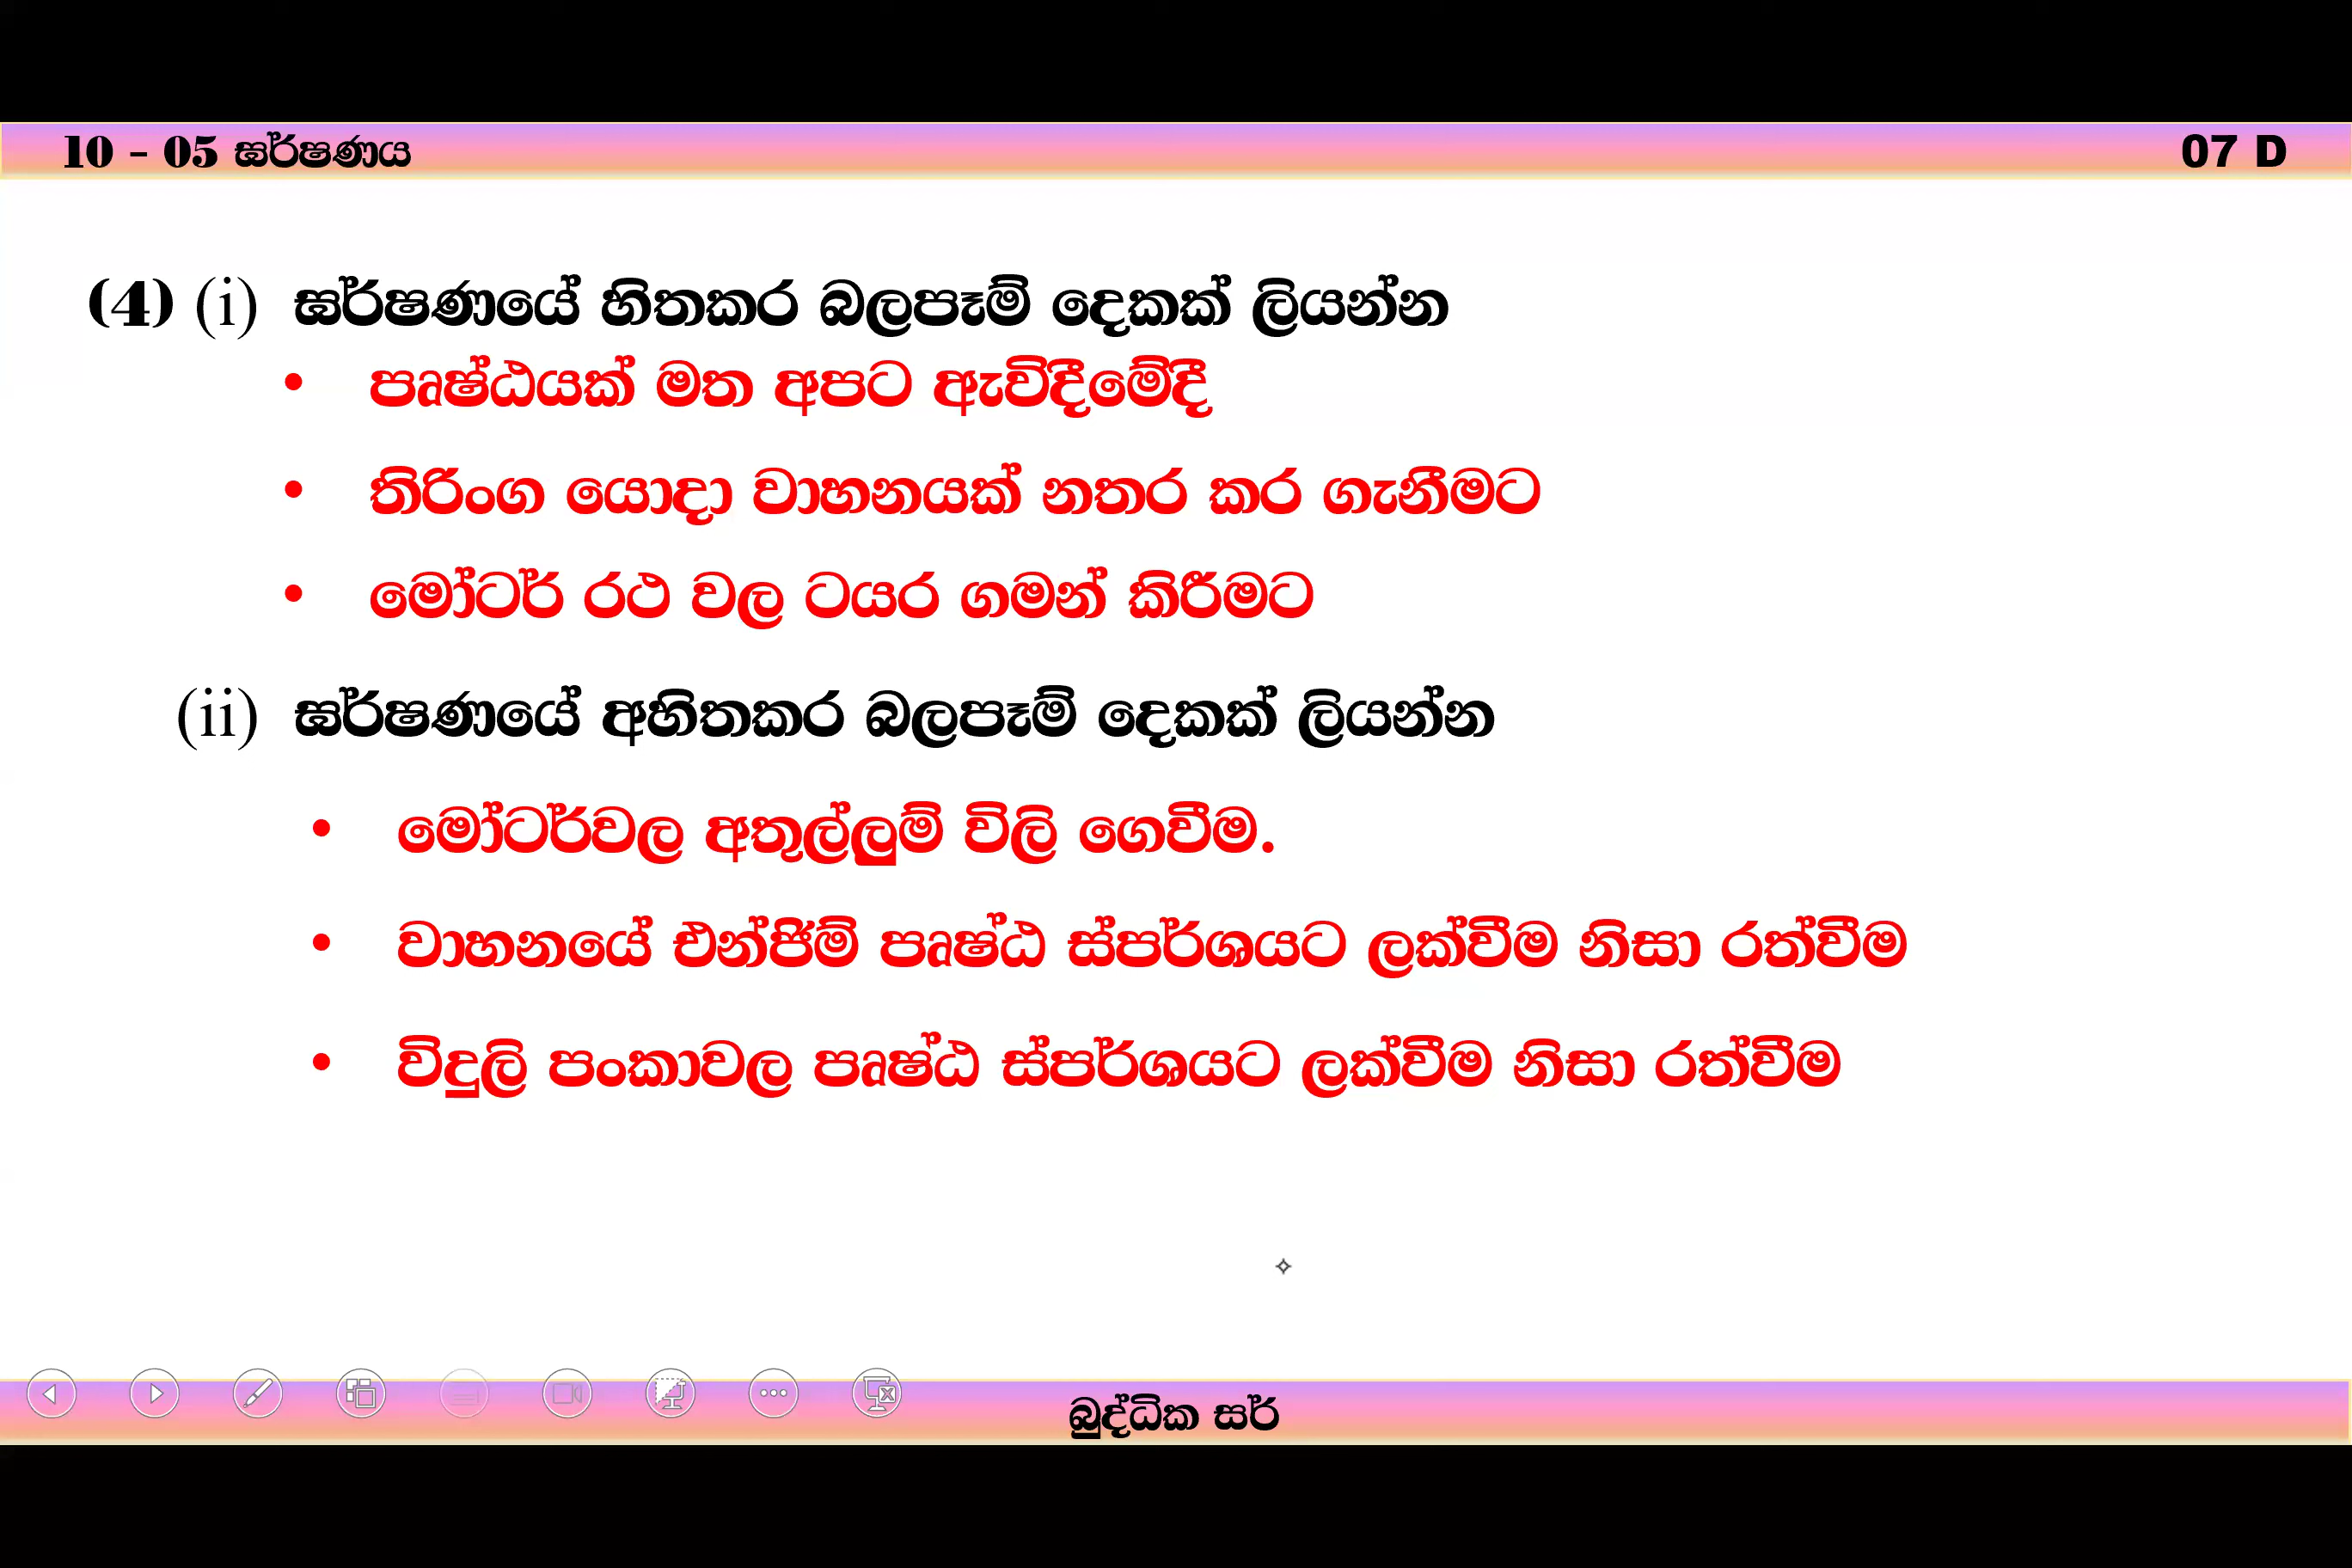 10 - 05 ඝර්ෂණය
07 D
(4) (i) ඝර්ෂණයේ හිතකර බලපෑම් දෙකක් ලියන්න
• පෘෂ්ඨයක් මත අපට ඇවිදීමේදී
• තිරිංග යොදා වාහනයක් නතර කර ගැනීමට
• මෝටර් රථ වල ටයර ගමන් කිරීමට
(ii) ඝර්ෂණයේ අහිතකර බලපෑම් දෙකක් ලියන්න
• මෝටර්වල අතුල්ලුම් විලි ගෙවීම.
• වාහනයේ එන්ජිම් පෘෂ්ඨ ස්පර්ශයට ලක්වීම නිසා රත්වීම
• විදුලි පංකාවල පෘෂ්ඨ ස්පර්ශයට ලක්වීම නිසා රත්වීම
බුද්ධික සර්